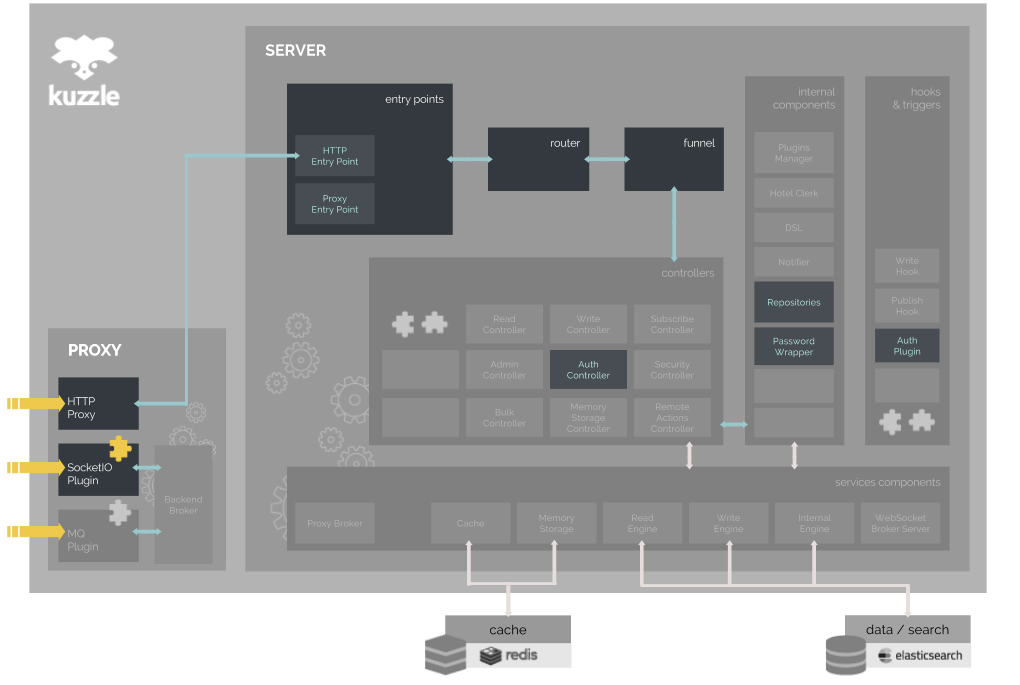 kuzzle
SERVER
entry points
HTTP
Entry Point
Proxy
Entry Point
router
funnel
internal
components
Plugins
Manager
Hotel Clerk
DSL
Notifier
Repositories
Password
Wrapper
hooks
& triggers
Write
Hook
Publish
Hook
Auth
Plugin
controllers
Read
Controller
Write
Controller
Subscribe
Controller
Admin
Controller
Auth
Controller
Security
Controller
Bulk
Controller
Memory
Storage
Controller
Remote
Actions
Controller
PROXY
HTTP
Proxy
SocketIO
Plugin
MQ
Plugin
Backend
Broker
services components
Proxy Broker
Cache
Memory
Storage
Read
Engine
Write
Engine
Internal
Engine
WebSocket
Broker Server
cache
redis
data / search
elasticsearch